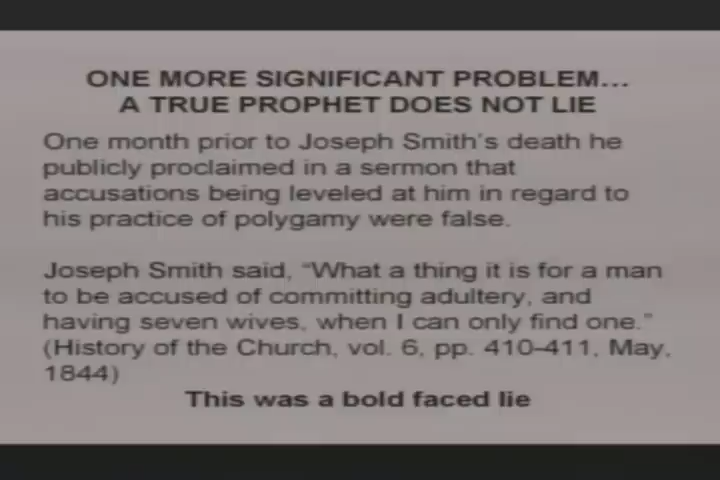 ONE MORE SIGNIFICANT PROBLEM...
A TRUE PROPHET DOES NOT LIE
One month prior to Joseph Smith's death he
publicly proclaimed in a sermon that
accusations being leveled at him in regard to
his practice of polygamy were false.
Joseph Smith said, “What a thing it is for a man
to be accused of committing adultery, and
having seven wives, when I can only find one.”
(History of the Church, vol. 6, pp. 410-411, May,
1844)
This was a bold faced lie